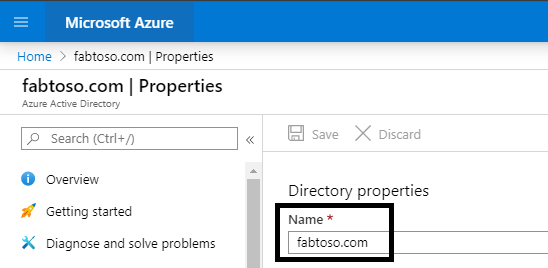 Microsoft Azure
Home > fabtoso.com | Properties
fabtoso.com | Properties
Azure Active Directory
Search (Ctrl+/)
«
Save
Discard
Overview
Getting started
Diagnose and solve problems
Directory properties
Name *
fabtoso.com